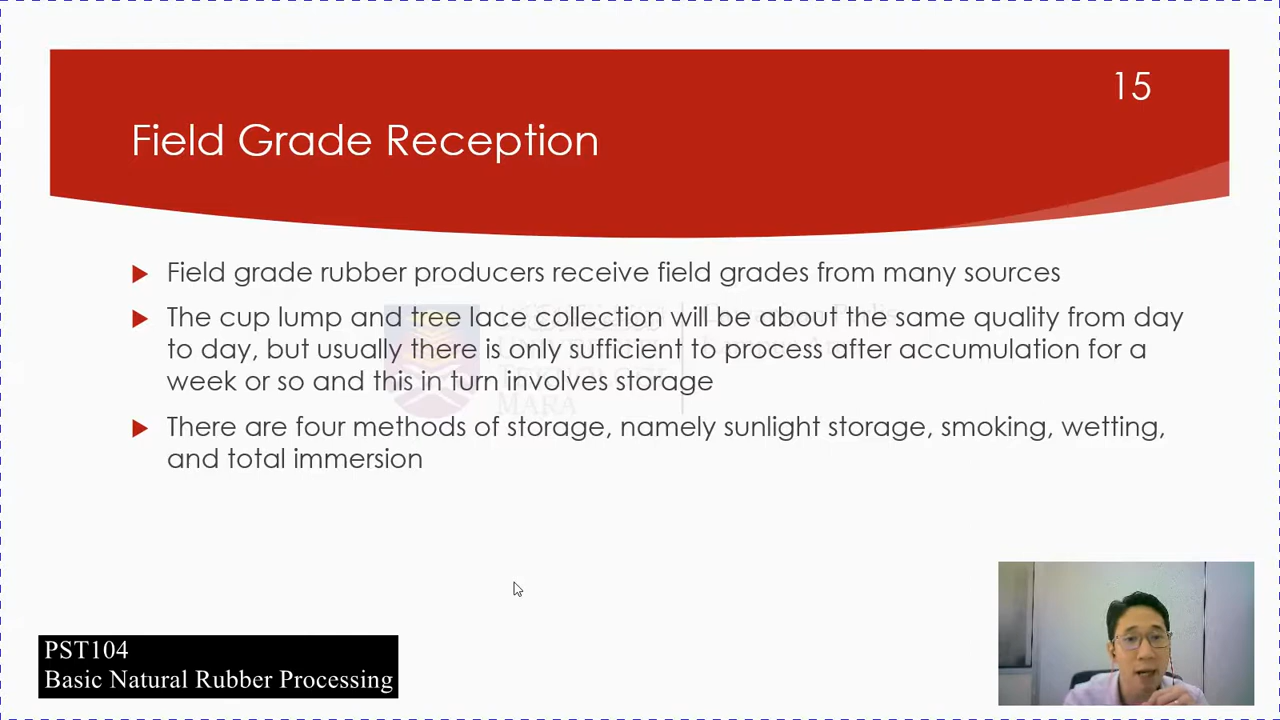 15
Field Grade Reception
Field grade rubber producers receive field grades from many sources
The cup lump and tree lace collection will be about the same quality from day
to day, but usually there is only sufficient to process after accumulation for a
week or so and this in turn involves storage
There are four methods of storage, namely sunlight storage, smoking, wetting,
and total immersion
UNIVERSITI
TEKNOLOGI
MARA
PST104
Basic Natural Rubber Processing